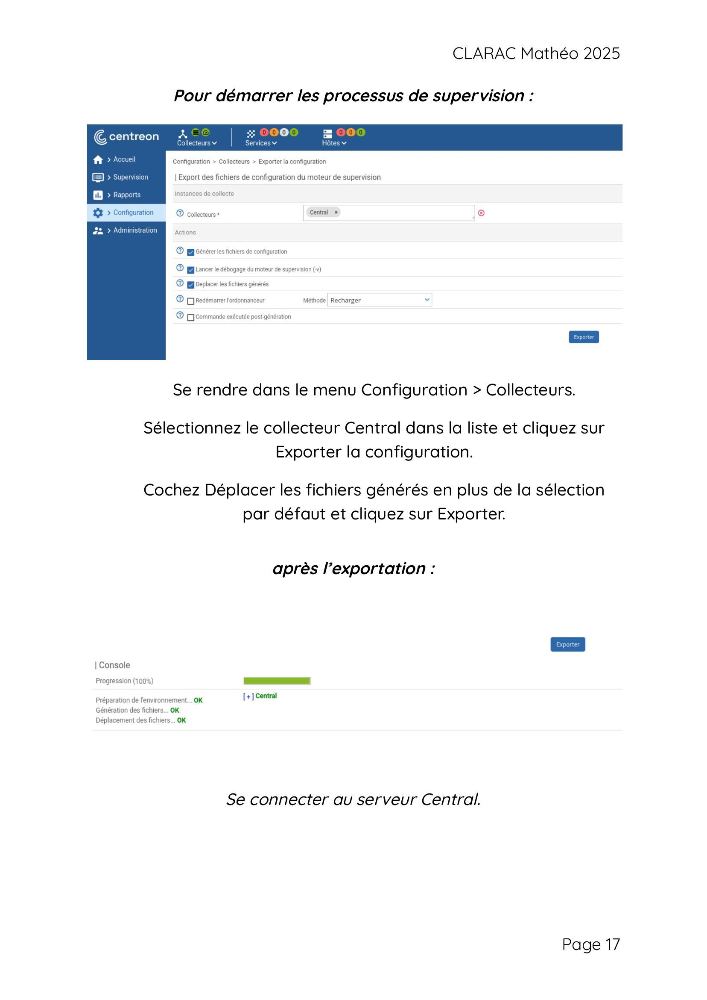 CLARAC Mathéo 2025
Pour démarrer les processus de supervision :
centreon
Collecteurs
0 0 0 0
Services
0 0 0
Hôtes
> Accueil
> Supervision
> Rapports
> Configuration
> Administration
Configuration > Collecteurs > Exporter la configuration
| Export des fichiers de configuration du moteur de supervision
Instances de collecte
? Collecteurs * Central ×
Actions
? Générer les fichiers de configuration
? Lancer le débogage du moteur de supervision (-v)
? Deplacer les fichiers générés
? Redémarrer l'ordonnanceur Méthode Recharger
? Commande exécutée post-génération
Exporter
Se rendre dans le menu Configuration > Collecteurs.
Sélectionnez le collecteur Central dans la liste et cliquez sur
Exporter la configuration.
Cochez Déplacer les fichiers générés en plus de la sélection
par défaut et cliquez sur Exporter.
après l’exportation :
Exporter
| Console
Progression (100%)
[ + ] Central
Préparation de l'environnement... OK
Génération des fichiers... OK
Déplacement des fichiers... OK
Se connecter au serveur Central.
Page 17